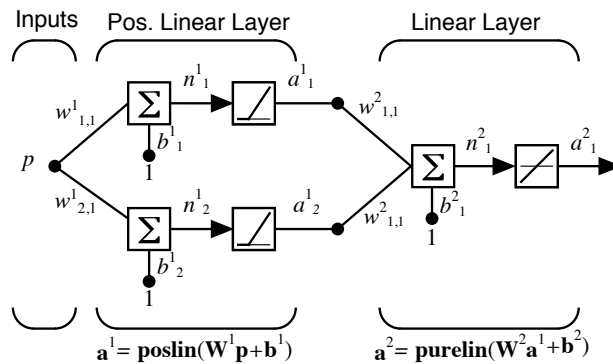 Inputs Pos. Linear Layer Linear Layer
n¹₁ a¹₁
w¹₁,₁ Σ w²₁,₁
b¹₁ n²₁ a²₁
p 1 Σ
w¹₂,₁ n¹₂ a¹₂ w²₁,₁ b²₁
Σ 1
b¹₂
1
a¹ = poslin(W¹p+b¹) a² = purelin(W²a¹+b²)